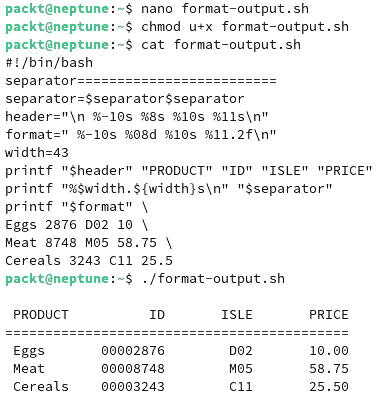 packt@neptune:~$ nano format-output.sh
packt@neptune:~$ chmod u+x format-output.sh
packt@neptune:~$ cat format-output.sh
#!/bin/bash
separator=========================
separator=$separator$separator
header="\n %-10s %8s %10s %11s\n"
format=" %-10s %08d %10s %11.2f\n"
width=43
printf "$header" "PRODUCT" "ID" "ISLE" "PRICE"
printf "%$width.${width}s\n" "$separator"
printf "$format" \
Eggs 2876 D02 10 \
Meat 8748 M05 58.75 \
Cereals 3243 C11 25.5
packt@neptune:~$ ./format-output.sh
PRODUCT ID ISLE PRICE
===========================================
Eggs 00002876 D02 10.00
Meat 00008748 M05 58.75
Cereals 00003243 C11 25.50